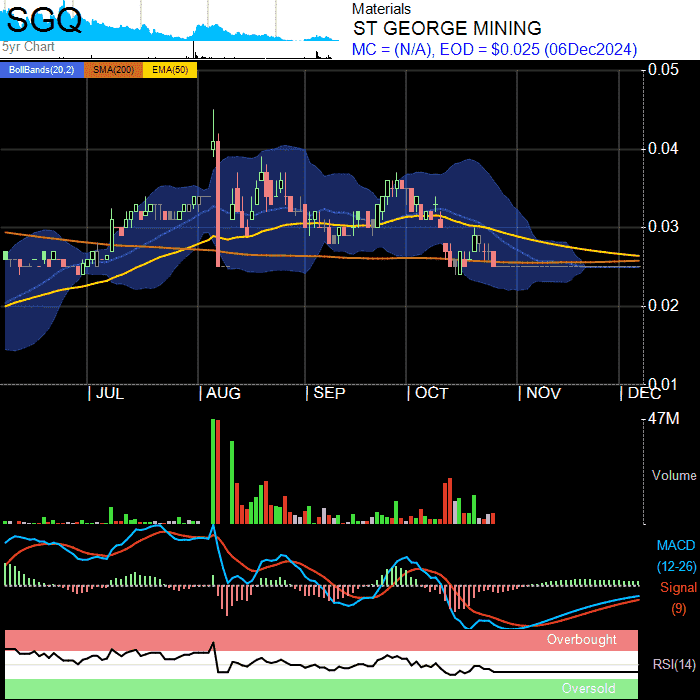 SGQ
5yr Chart
Materials
ST GEORGE MINING
MC = (N/A), EOD = $0.025 (06Dec2024)
BollBands(20,2) SMA(200) EMA(50)
0.05
0.04
0.03
0.02
0.01
| JUL | AUG | SEP | OCT | NOV | DEC
47M
Volume
MACD
(12-26)
Signal
(9)
Overbought
RSI(14)
Oversold